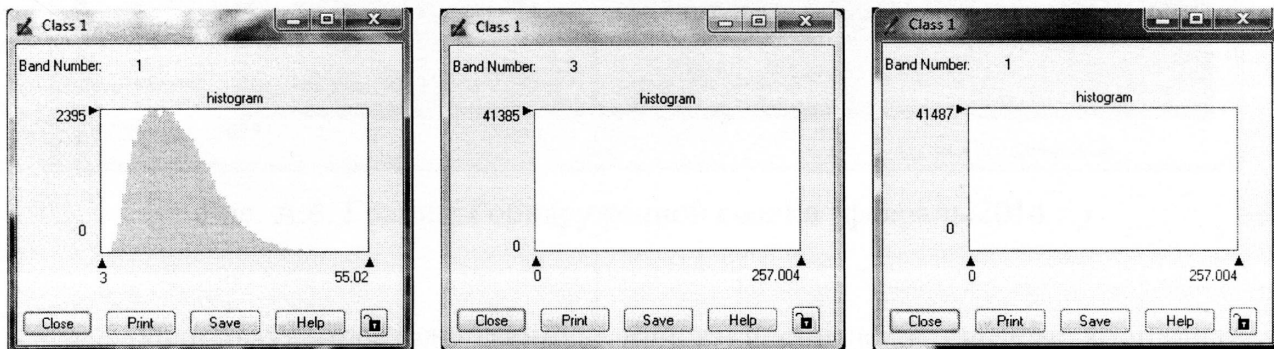 Class 1
Band Number: 1
histogram
2395
0
3 55.02
Close Print Save Help
Class 1
Band Number: 3
histogram
41385
0
0 257.004
Close Print Save Help
Class 1
Band Number: 1
histogram
41487
0
0 257.004
Close Print Save Help